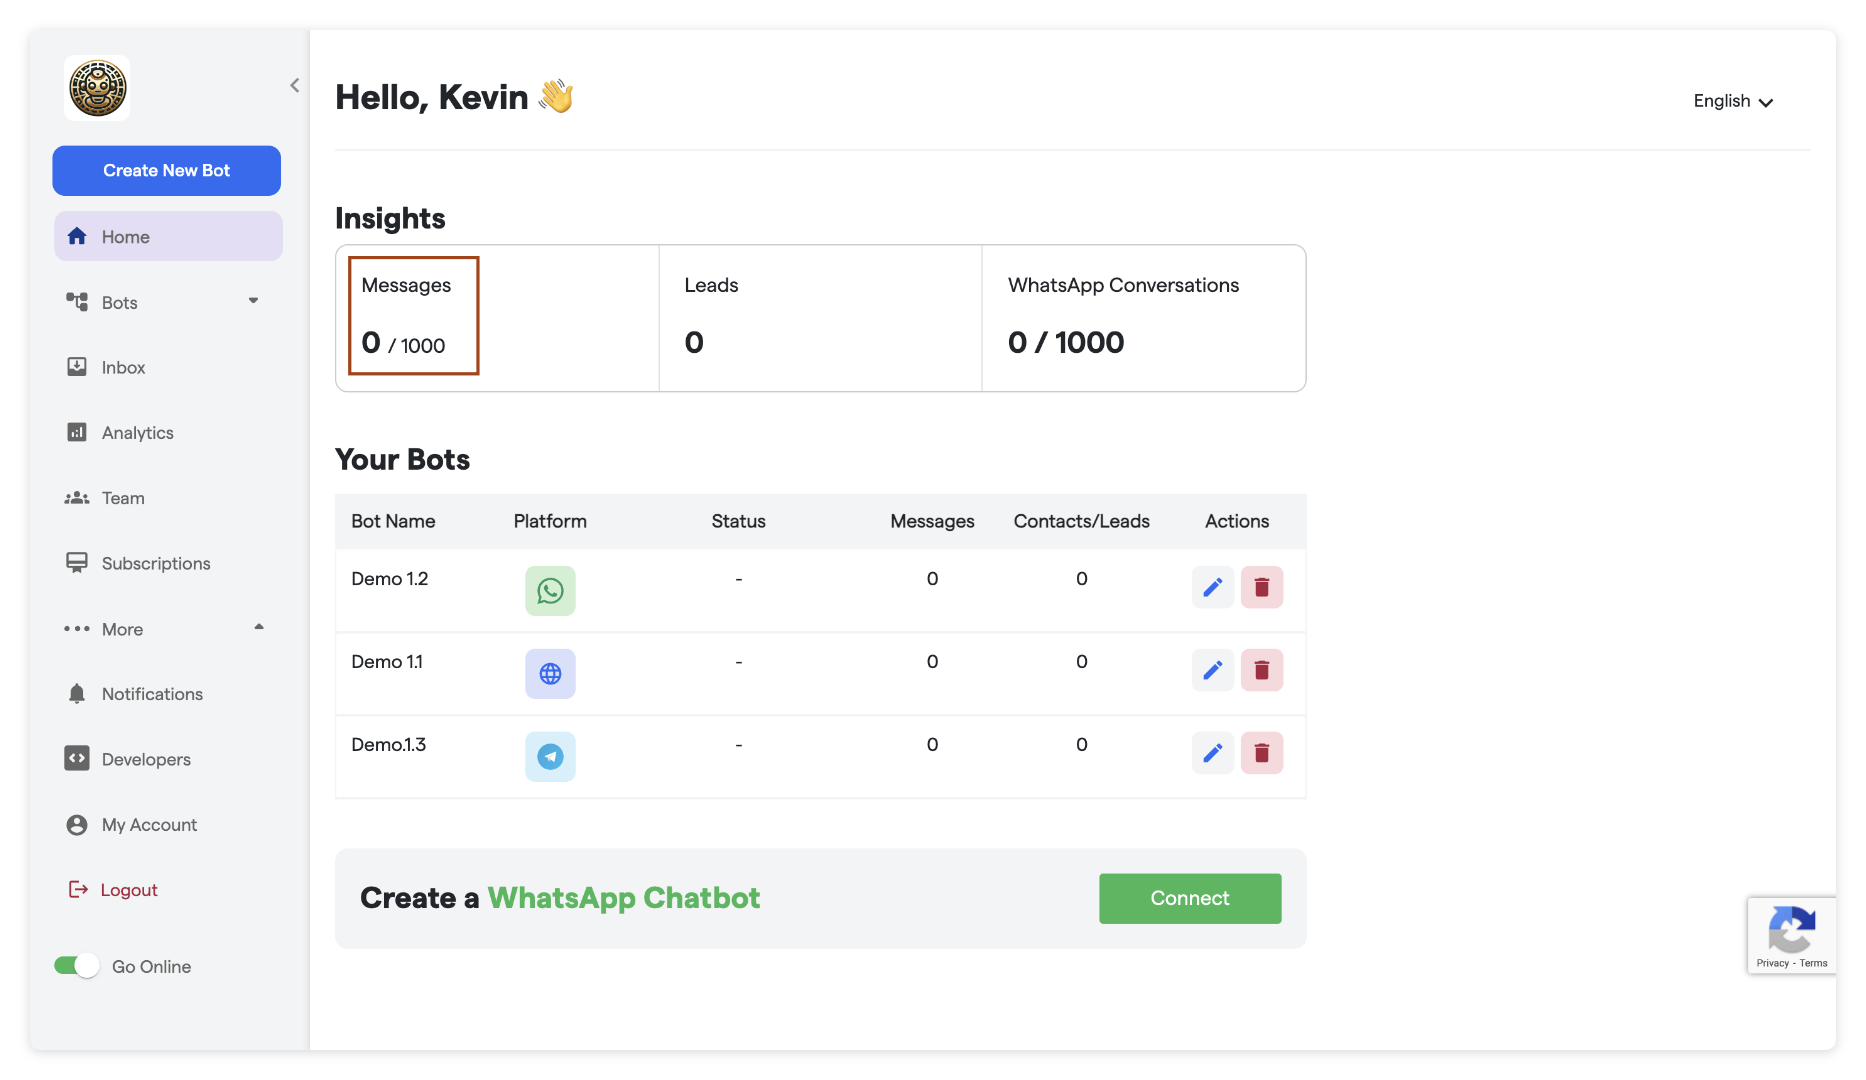 Hello, Kevin 👋
English
Create New Bot
Home
Bots
Inbox
Analytics
Team
Subscriptions
More
Notifications
Developers
My Account
Logout
Go Online
Insights
Messages
0 / 1000
Leads
0
WhatsApp Conversations
0 / 1000
Your Bots
Bot Name Platform Status Messages Contacts/Leads Actions
Demo 1.2 - 0 0
Demo 1.1 - 0 0
Demo.1.3 - 0 0
Create a WhatsApp Chatbot
Connect
Privacy - Terms